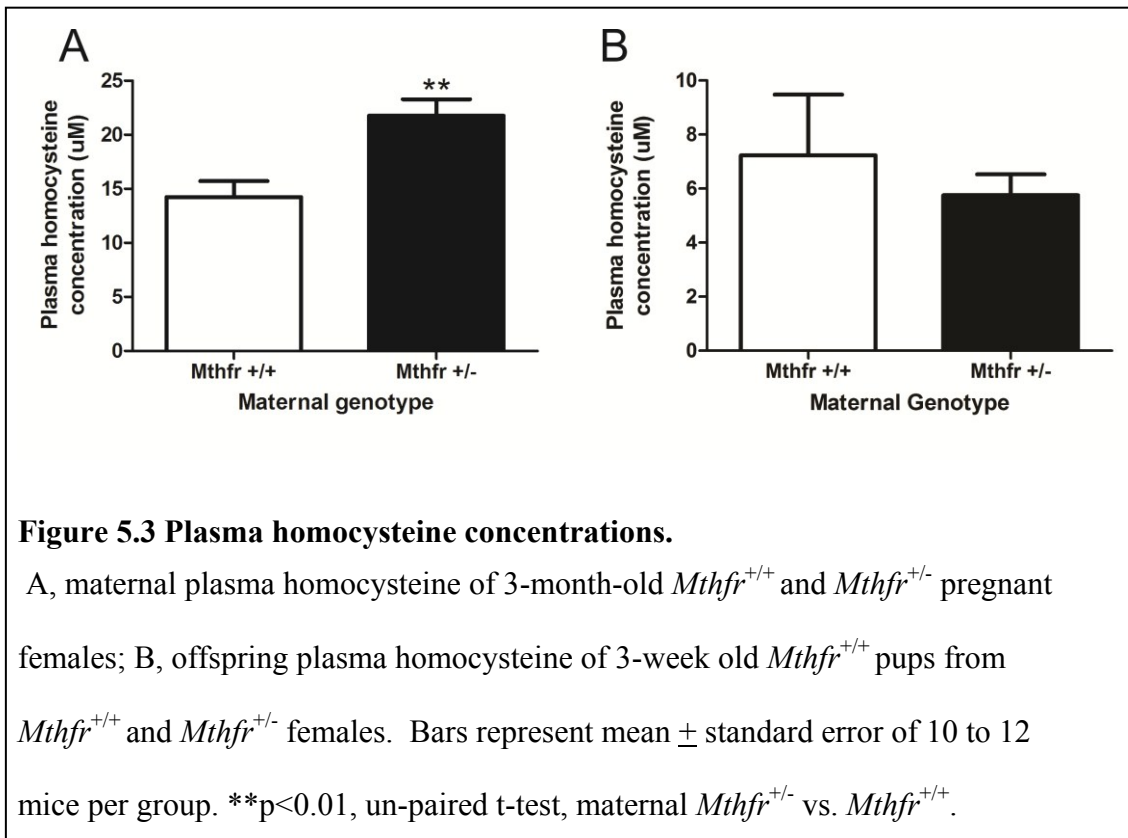 A
**
25
20
15
10
5
0
Plasma homocysteine
concentration (uM)
Mthfr +/+ Mthfr +/-
Maternal genotype
B
10
8
6
4
2
0
Plasma homocysteine
concentration (uM)
Mthfr +/+ Mthfr +/-
Maternal Genotype
Figure 5.3 Plasma homocysteine concentrations.
A, maternal plasma homocysteine of 3-month-old Mthfr+/+ and Mthfr+/- pregnant
females; B, offspring plasma homocysteine of 3-week old Mthfr+/+ pups from
Mthfr+/+ and Mthfr+/- females. Bars represent mean ± standard error of 10 to 12
mice per group. **p<0.01, un-paired t-test, maternal Mthfr+/- vs. Mthfr+/+.